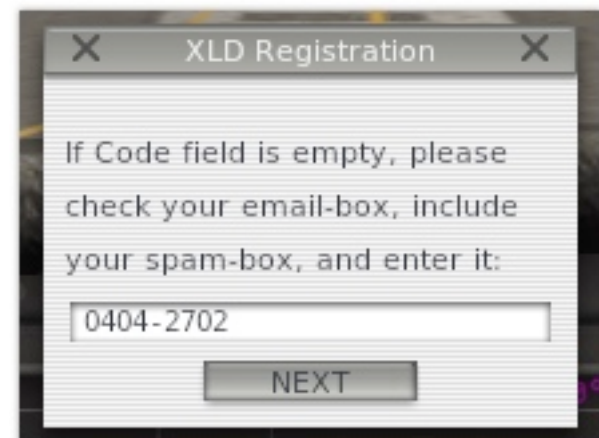 XLD Registration
If Code field is empty, please
check your email-box, include
your spam-box, and enter it:
0404-2702
NEXT